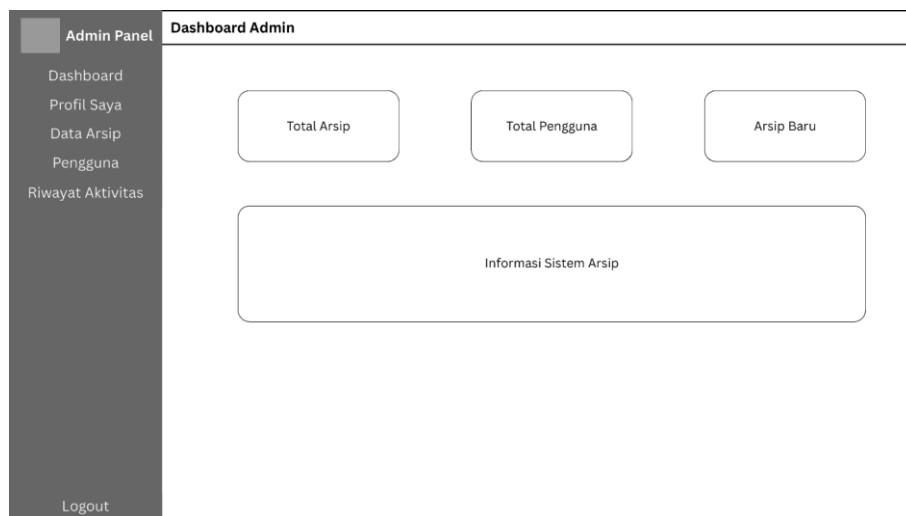 Admin Panel
Dashboard
Profil Saya
Data Arsip
Pengguna
Riwayat Aktivitas
Logout
Dashboard Admin
Total Arsip
Total Pengguna
Arsip Baru
Informasi Sistem Arsip